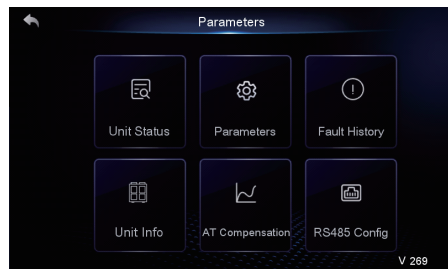 Parameters
Unit Status
Parameters
Fault History
Unit Info
AT Compensation
RS485 Config
V 269